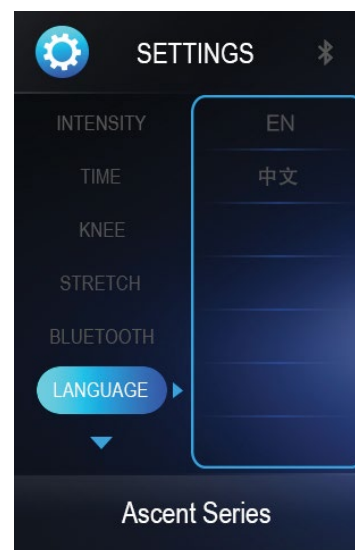 SETTINGS
INTENSITY
TIME
KNEE
STRETCH
BLUETOOTH
LANGUAGE
EN
中文
Ascent Series